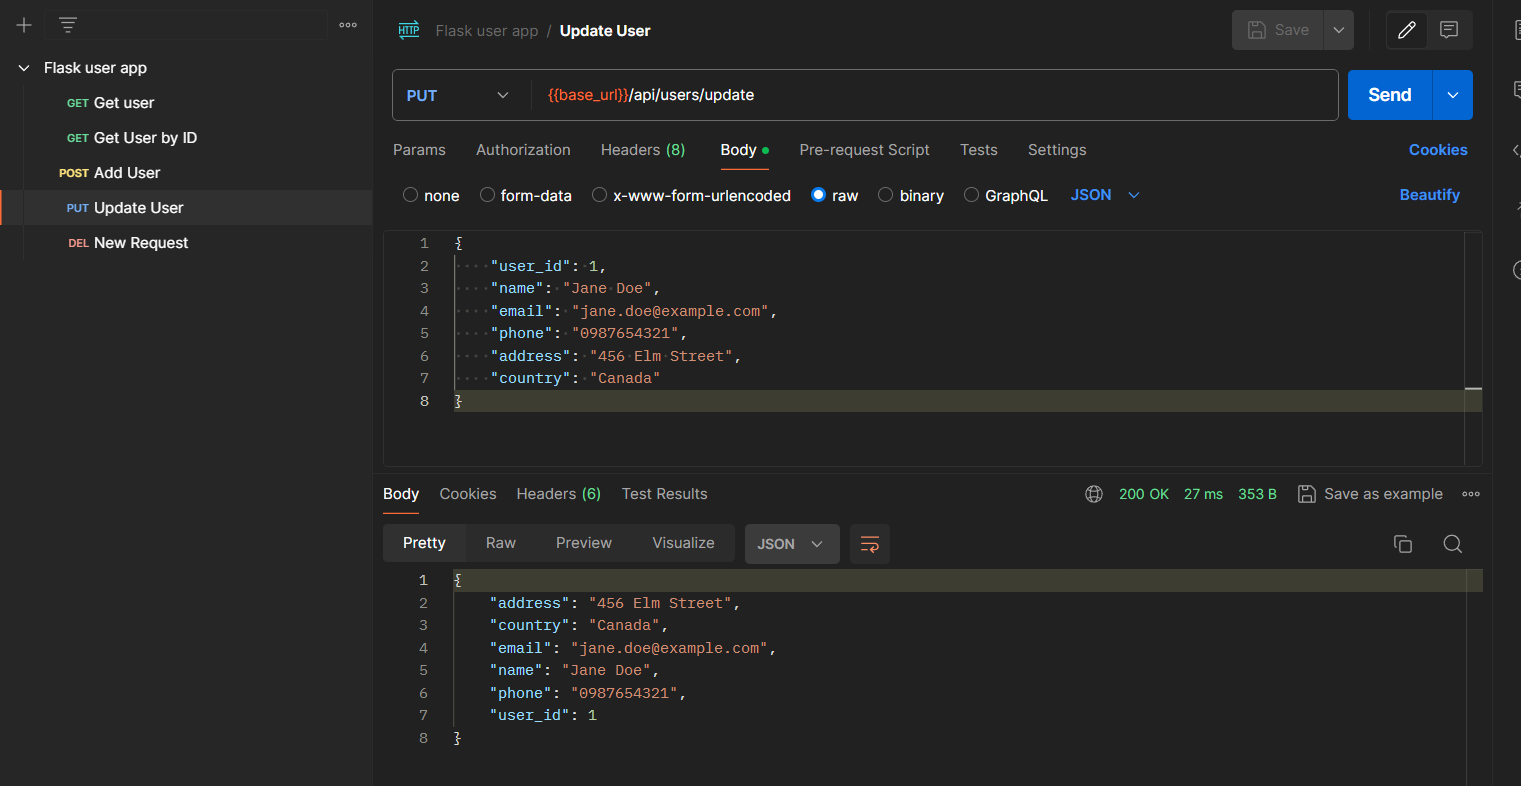 Flask user app
GET Get user
GET Get User by ID
POST Add User
PUT Update User
DEL New Request
HTTP Flask user app / Update User
Save
PUT {{base_url}}/api/users/update
Send
Params Authorization Headers (8) Body Pre-request Script Tests Settings Cookies
none form-data x-www-form-urlencoded raw binary GraphQL JSON Beautify
1 {
2 "user_id": 1,
3 "name": "Jane Doe",
4 "email": "jane.doe@example.com",
5 "phone": "0987654321",
6 "address": "456 Elm Street",
7 "country": "Canada"
8 }
Body Cookies Headers (6) Test Results 200 OK 27 ms 353 B Save as example
Pretty Raw Preview Visualize JSON
1 {
2 "address": "456 Elm Street",
3 "country": "Canada",
4 "email": "jane.doe@example.com",
5 "name": "Jane Doe",
6 "phone": "0987654321",
7 "user_id": 1
8 }